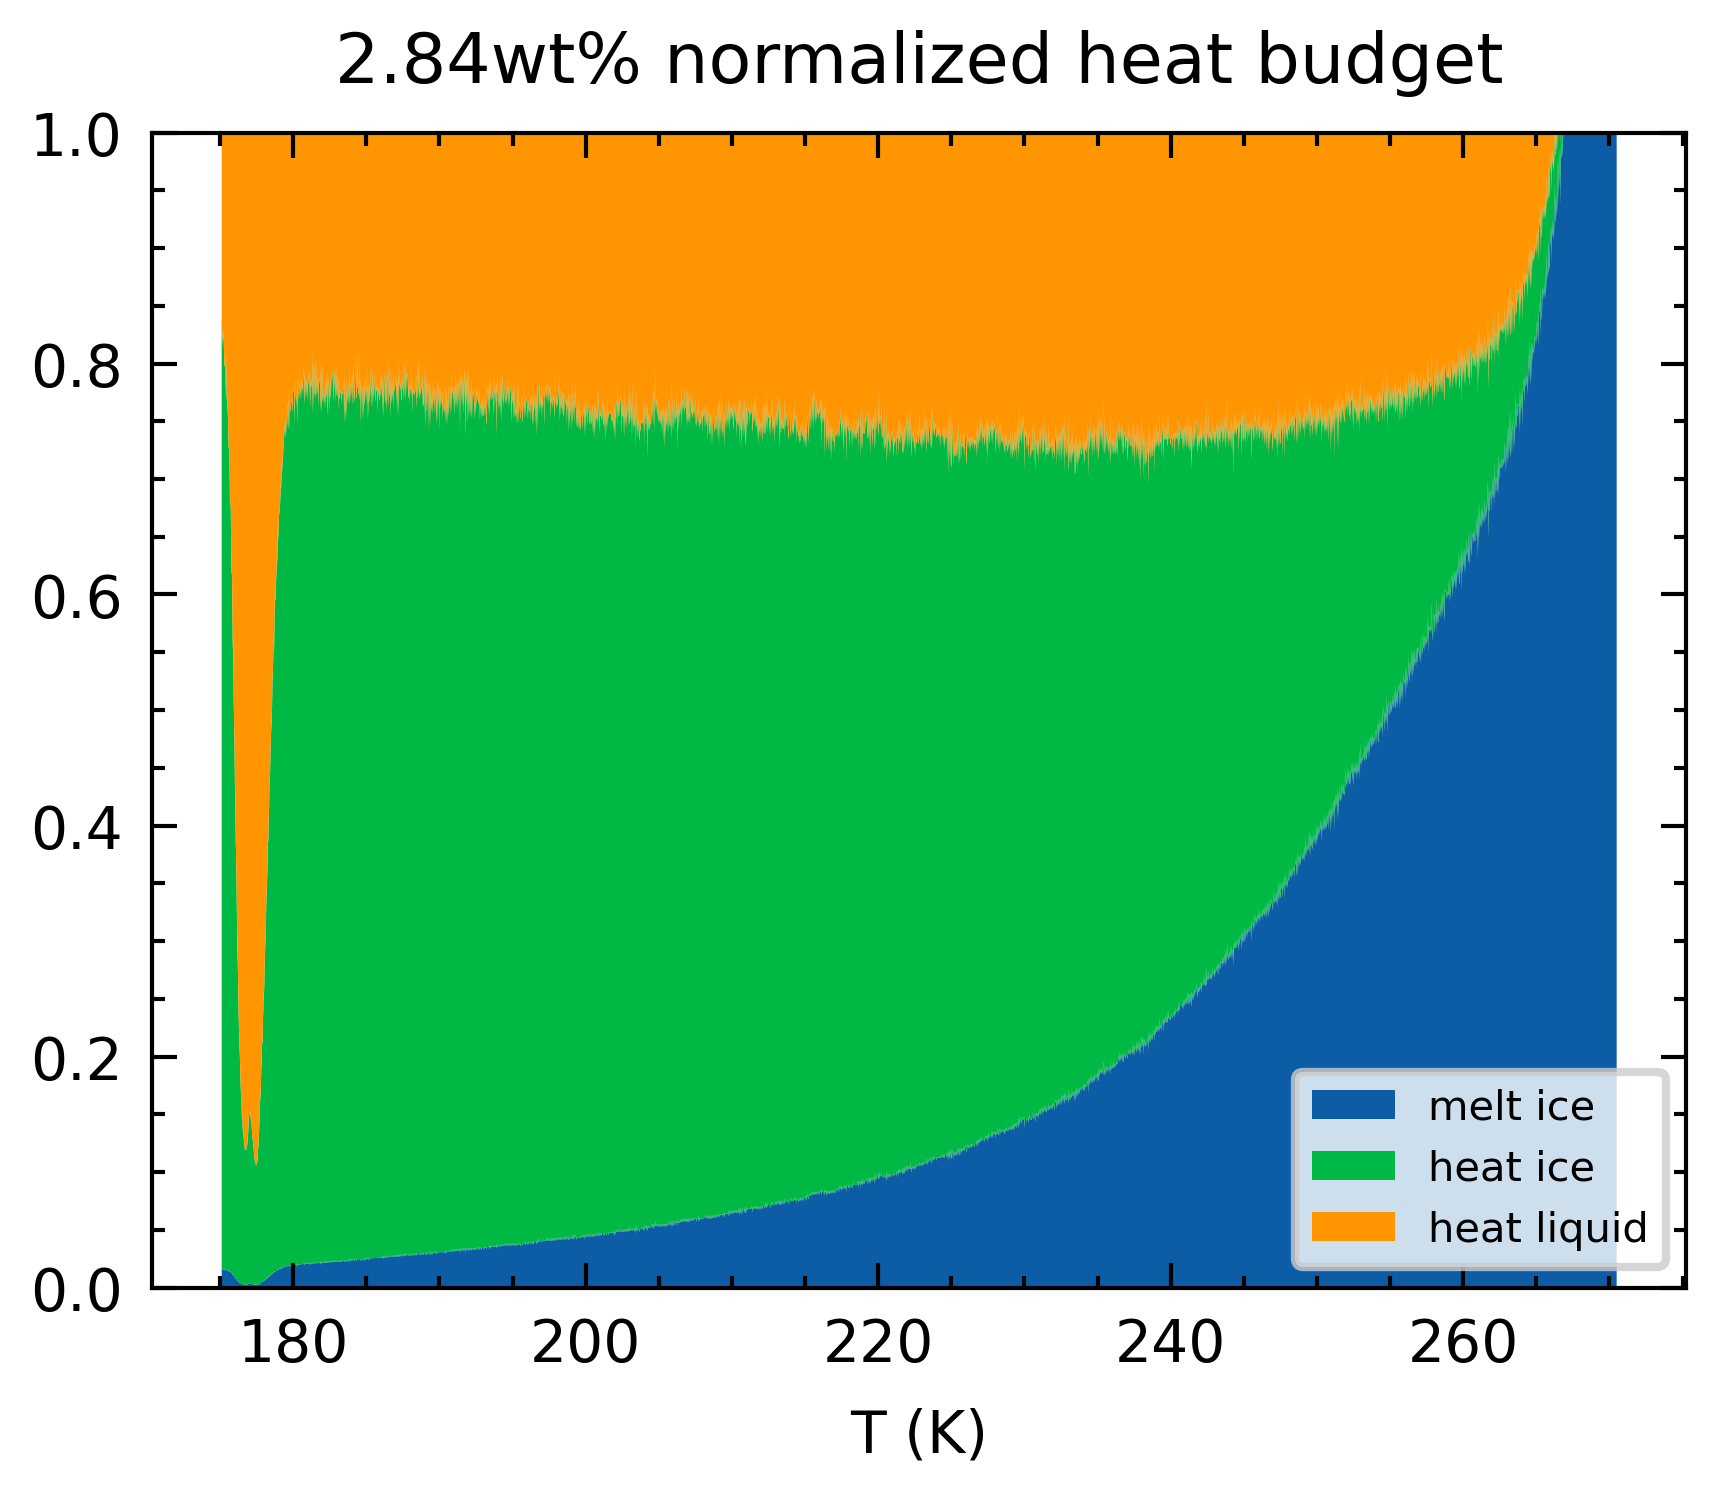 2.84wt% normalized heat budget
1.0
0.8
0.6
0.4
0.2
0.0
melt ice
heat ice
heat liquid
180 200 220 240 260
T (K)